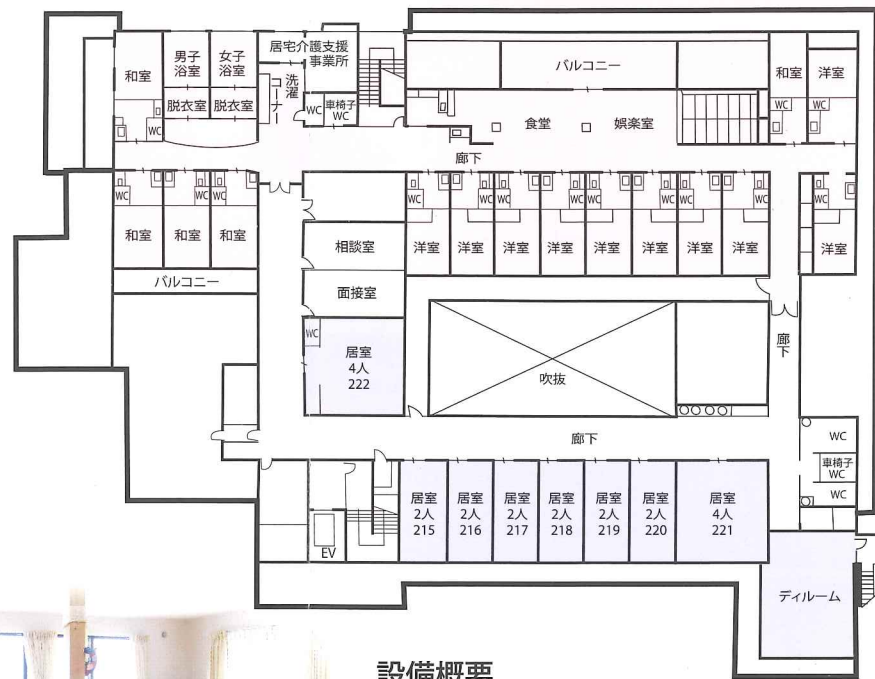 居宅介護支援
事業所
和室
男子
浴室
女子
浴室
脱衣室
脱衣室
洗濯
コーナー
WC
WC
車椅子
WC
バルコニー
食堂
娯楽室
和室
洋室
WC
WC
廊下
WC
WC
WC
WC
WC
WC
WC
WC
WC
WC
WC
WC
和室
和室
和室
洋室
洋室
洋室
洋室
洋室
洋室
洋室
洋室
洋室
バルコニー
相談室
面接室
WC
居室
4人
222
吹抜
廊下
廊下
WC
車椅子
WC
WC
居室
2人
215
居室
2人
216
居室
2人
217
居室
2人
218
居室
2人
219
居室
2人
220
居室
4人
221
EV
ディルーム
設備概要